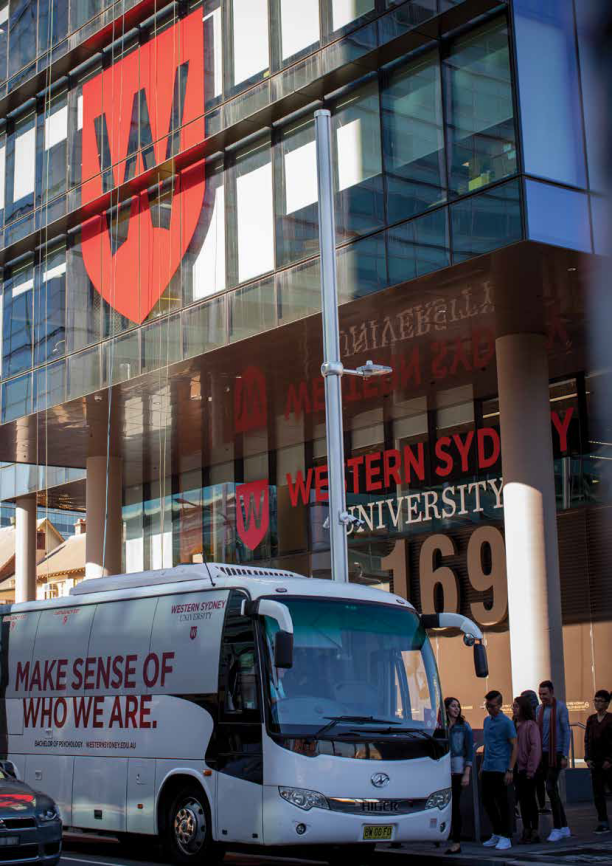 W
WESTERN SYDNEY
UNIVERSITY
W
169
WESTERN SYDNEY
UNIVERSITY
MAKE SENSE OF
WHO WE ARE.
BACHELOR OF PSYCHOLOGY
WESTERNSYDNEY.EDU.AU
HIGER